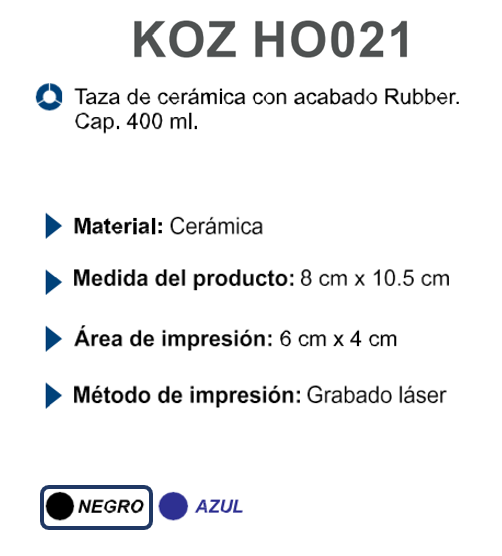 KOZ HO021
Taza de cerámica con acabado Rubber.
Cap. 400 ml.
Material: Cerámica
Medida del producto: 8 cm x 10.5 cm
Área de impresión: 6 cm x 4 cm
Método de impresión: Grabado láser
NEGRO AZUL